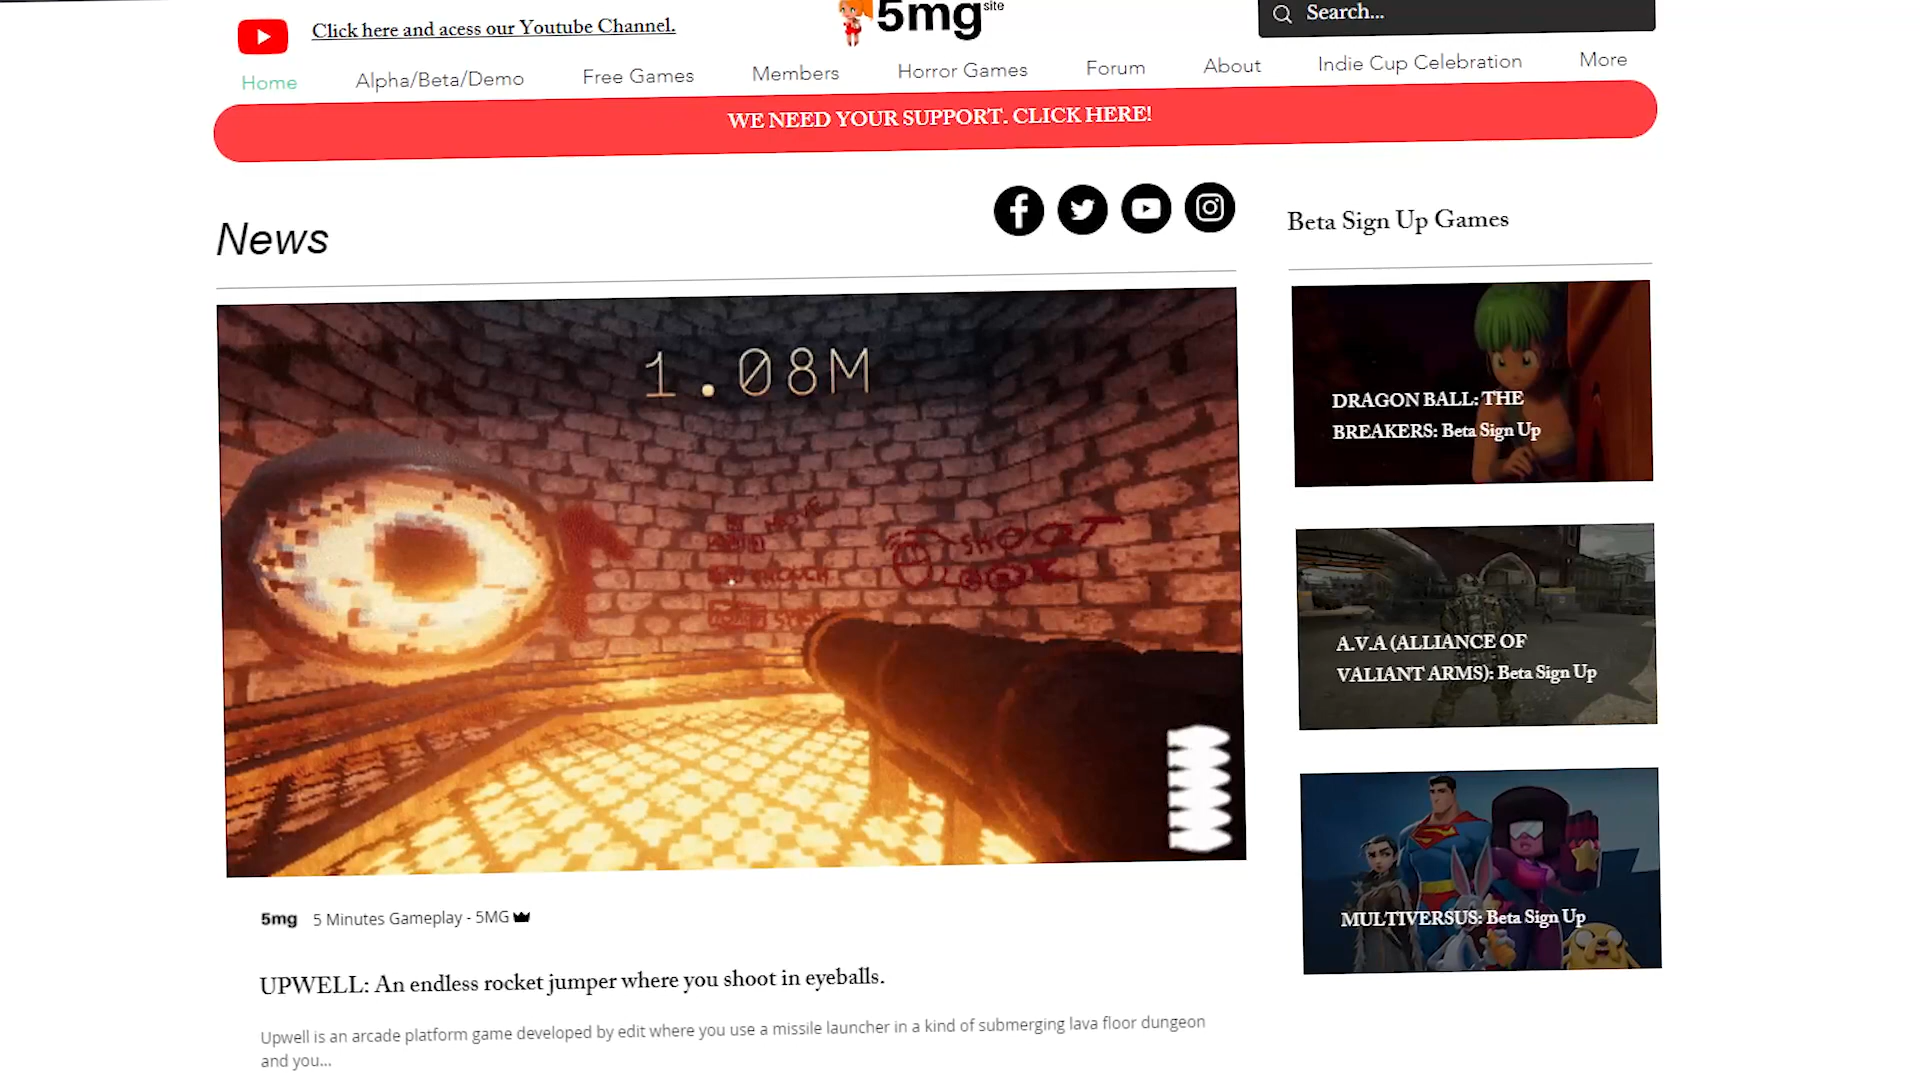 Click here and acess our Youtube Channel.
5mg site
Search...
Home
Alpha/Beta/Demo
Free Games
Members
Horror Games
Forum
About
Indie Cup Celebration
More
WE NEED YOUR SUPPORT. CLICK HERE!
News
Beta Sign Up Games
1.08M
SHOOT
LOOK
DRAGON BALL: THE
BREAKERS: Beta Sign Up
A.V.A (ALLIANCE OF
VALIANT ARMS): Beta Sign Up
MULTIVERSUS: Beta Sign Up
5mg
5 Minutes Gameplay - 5MG
UPWELL: An endless rocket jumper where you shoot in eyeballs.
Upwell is an arcade platform game developed by edit where you use a missile launcher in a kind of submerging lava floor dungeon
and you...